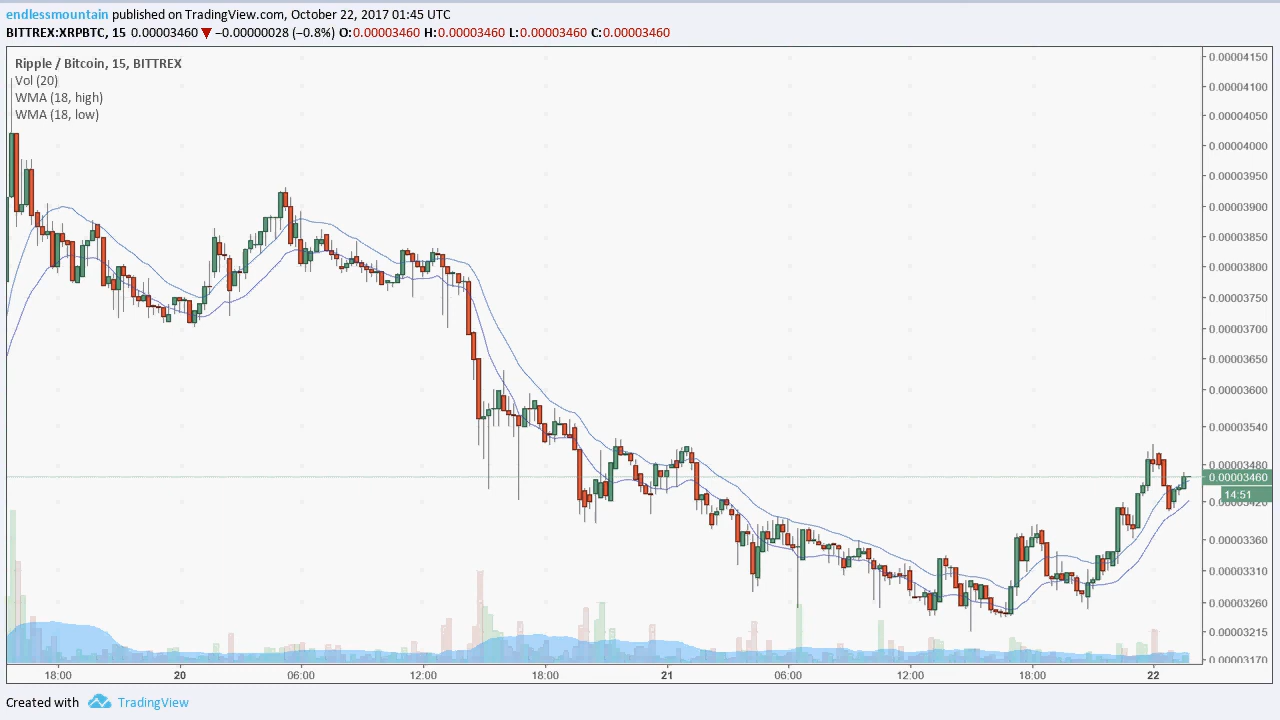 endlessmountain published on TradingView.com, October 22, 2017 01:45 UTC
BITTREX:XRPBTC, 15 0.00003460 ▼ −0.00000028 (−0.8%) O:0.00003460 H:0.00003460 L:0.00003460 C:0.00003460
Ripple / Bitcoin, 15, BITTREX
Vol (20)
WMA (18, high)
WMA (18, low)
0.00004150
0.00004100
0.00004050
0.00004000
0.00003950
0.00003900
0.00003850
0.00003800
0.00003750
0.00003700
0.00003650
0.00003600
0.00003540
0.00003480
0.00003460
14:51
0.00003420
0.00003360
0.00003310
0.00003260
0.00003215
0.00003170
18:00 20 06:00 12:00 18:00 21 06:00 12:00 18:00 22
Created with TradingView